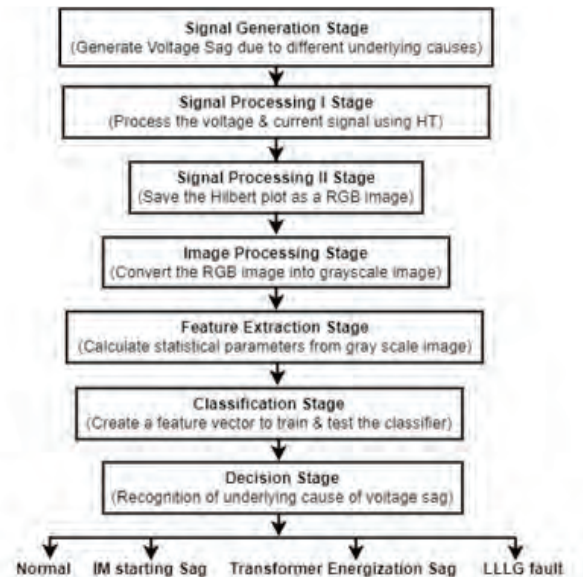 Signal Generation Stage
(Generate Voltage Sag due to different underlying causes)
Signal Processing I Stage
(Process the voltage & current signal using HT)
Signal Processing II Stage
(Save the Hilbert plot as a RGB image)
Image Processing Stage
(Convert the RGB image into grayscale image)
Feature Extraction Stage
(Calculate statistical parameters from gray scale image)
Classification Stage
(Create a feature vector to train & test the classifier)
Decision Stage
(Recognition of underlying cause of voltage sag)
Normal IM starting Sag Transformer Energization Sag LLLG fault